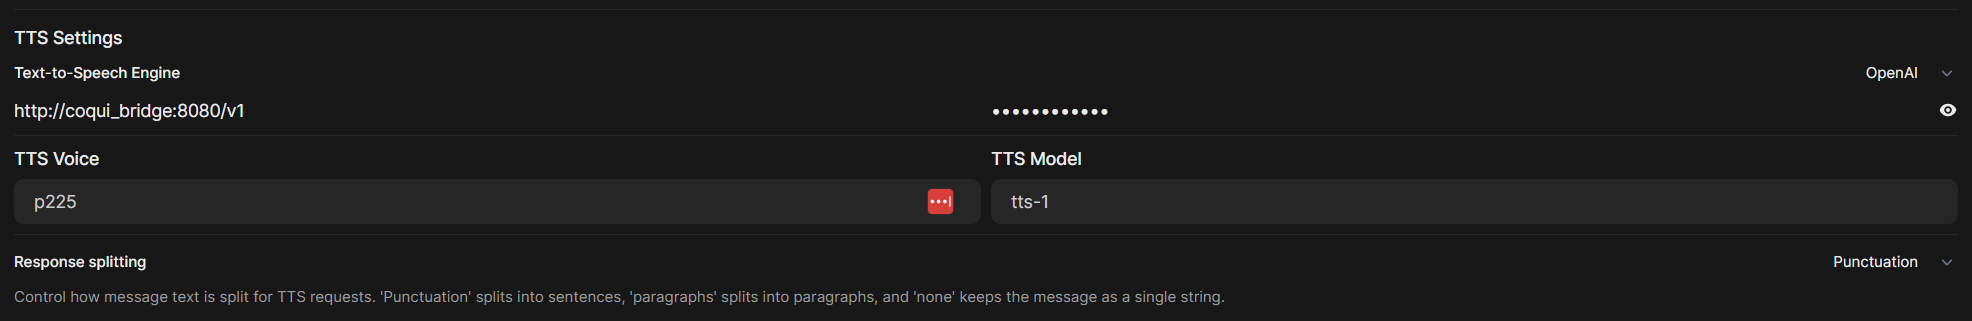 TTS Settings
Text-to-Speech Engine OpenAI
http://coqui_bridge:8080/v1 ••••••••••••
TTS Voice TTS Model
p225 tts-1
Response splitting Punctuation
Control how message text is split for TTS requests. 'Punctuation' splits into sentences, 'paragraphs' splits into paragraphs, and 'none' keeps the message as a single string.